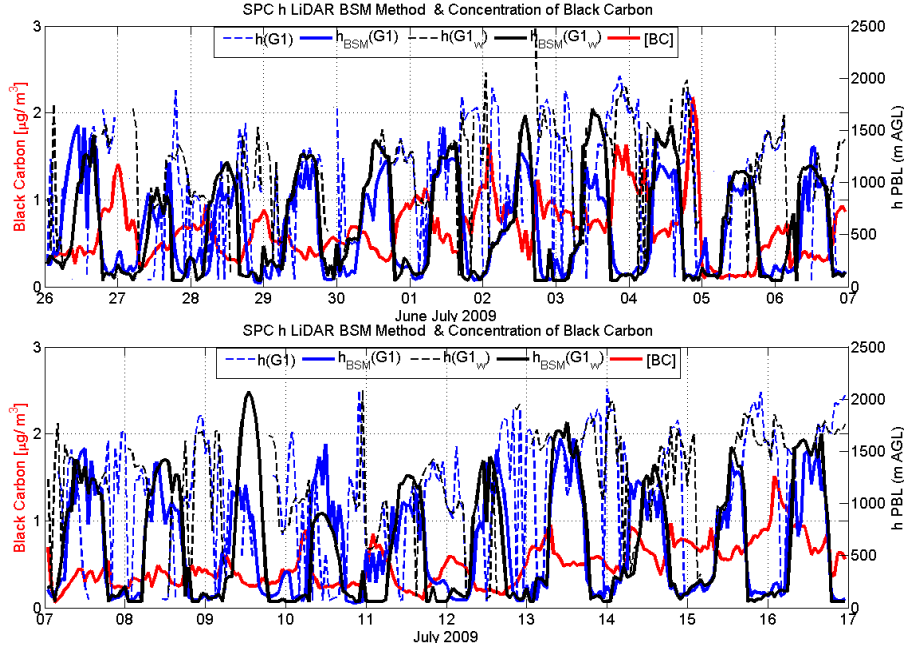 SPC h LiDAR BSM Method & Concentration of Black Carbon
h(G1) h_BSM(G1) h(G1_w) h_BSM(G1_w) [BC]
Black Carbon [μg/ m^3]
3
2
1
0
2500
2000
1500
1000
500
0
h PBL (m AGL)
26 27 28 29 30 01 02 03 04 05 06 07
June July 2009
SPC h LiDAR BSM Method & Concentration of Black Carbon
h(G1) h_BSM(G1) h(G1_w) h_BSM(G1_w) [BC]
Black Carbon [μg/ m^3]
3
2
1
0
2500
2000
1500
1000
500
0
h PBL (m AGL)
07 08 09 10 11 12 13 14 15 16 17
July 2009